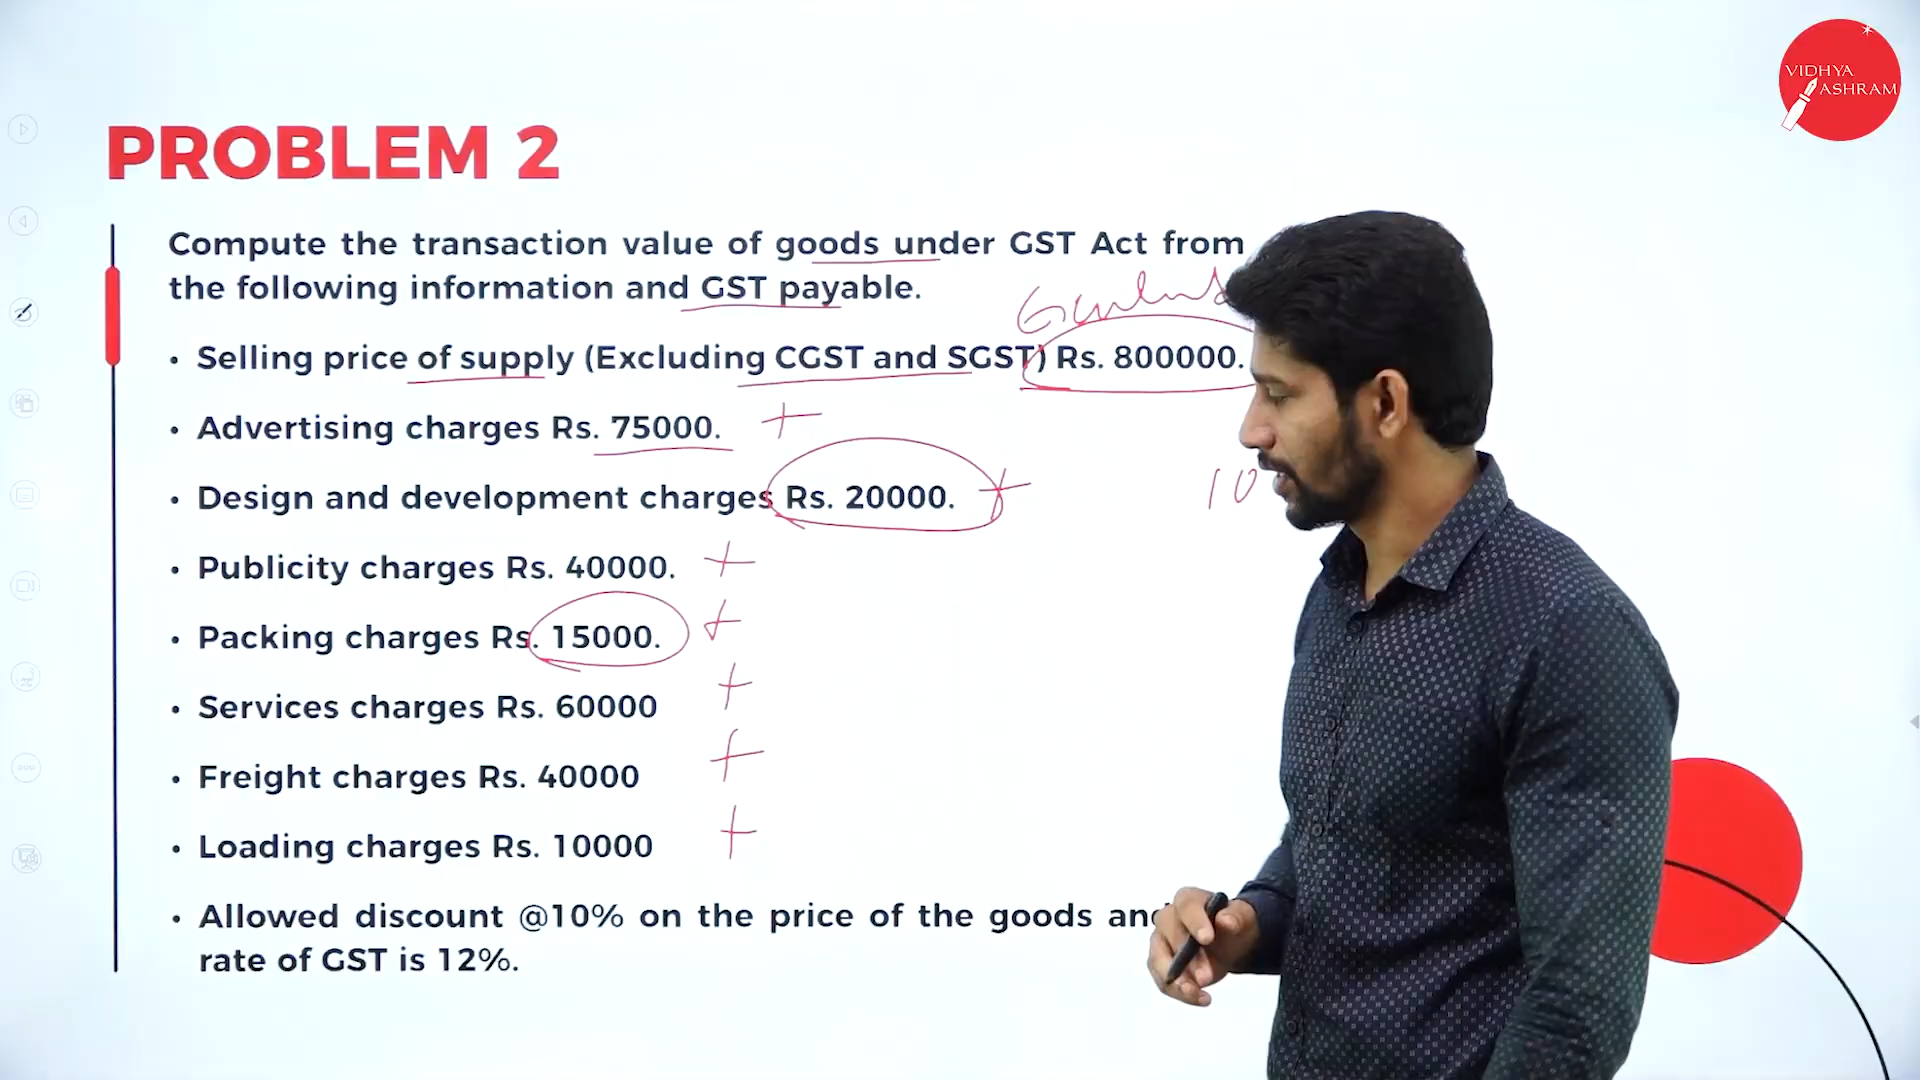 VIDHYA
ASHRAM
PROBLEM 2
Compute the transaction value of goods under GST Act from
the following information and GST payable.
• Selling price of supply (Excluding CGST and SGST) Rs. 800000.
• Advertising charges Rs. 75000. +
• Design and development charges Rs. 20000. +
10
• Publicity charges Rs. 40000. +
• Packing charges Rs. 15000. +
• Services charges Rs. 60000 +
• Freight charges Rs. 40000 +
• Loading charges Rs. 10000 +
• Allowed discount @10% on the price of the goods and
rate of GST is 12%.